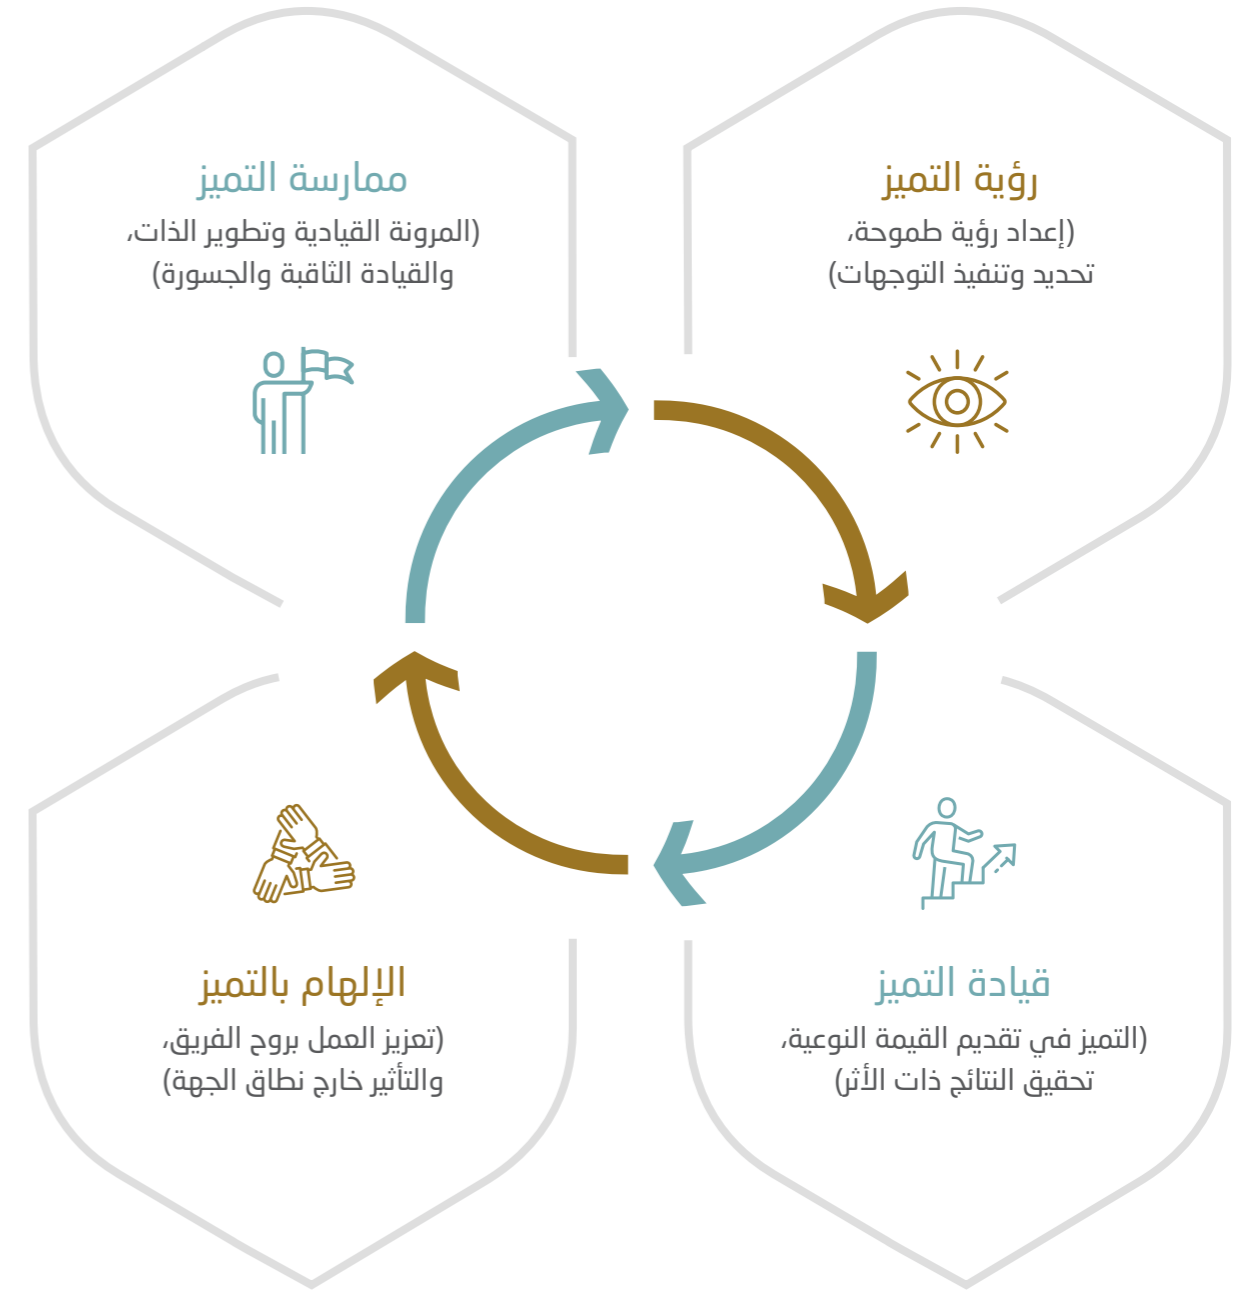 رؤية التميز
(إعداد رؤية طموحة،
تحديد وتنفيذ التوجهات)
ممارسة التميز
(المرونة القيادية وتطوير الذات،
والقيادة الثاقبة والجسورة)
قيادة التميز
(التميز في تقديم القيمة النوعية،
تحقيق النتائج ذات الأثر)
الإلهام بالتميز
(تعزيز العمل بروح الفريق،
والتأثير خارج نطاق الجهة)